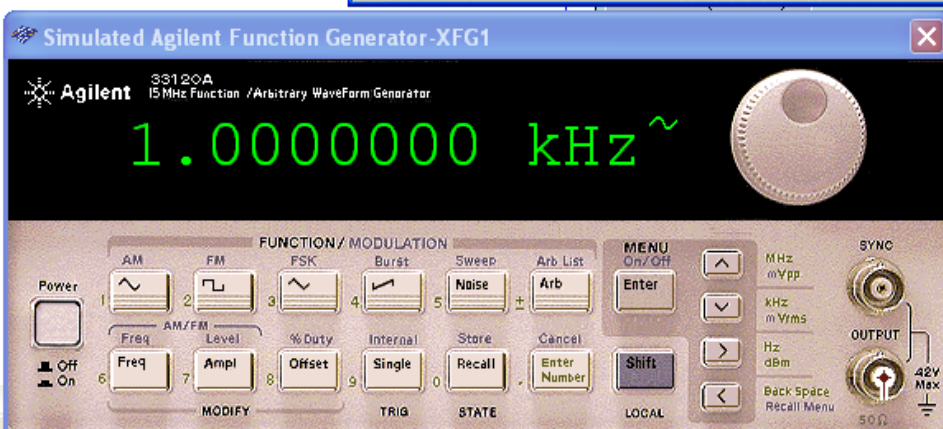 Simulated Agilent Function Generator-XFG1
Agilent
33120A
15 MHz Function / Arbitrary WaveForm Generator
1.0000000 kHz~
FUNCTION / MODULATION
AM FM FSK Burst Sweep Arb List
1 2 3 4 5 Noise ± Arb
MENU
On/Off
Enter
MHz
mVpp
kHz
mVrms
Hz
dBm
Back Space
Recall Menu
SYNC
OUTPUT
42V
Max
50Ω
Power
Off
On
AM/FM
Freq Level % Duty Internal Store Cancel
6 Freq 7 Ampl 8 Offset 9 Single 0 Recall . Enter Number
Shift
MODIFY TRIG STATE LOCAL